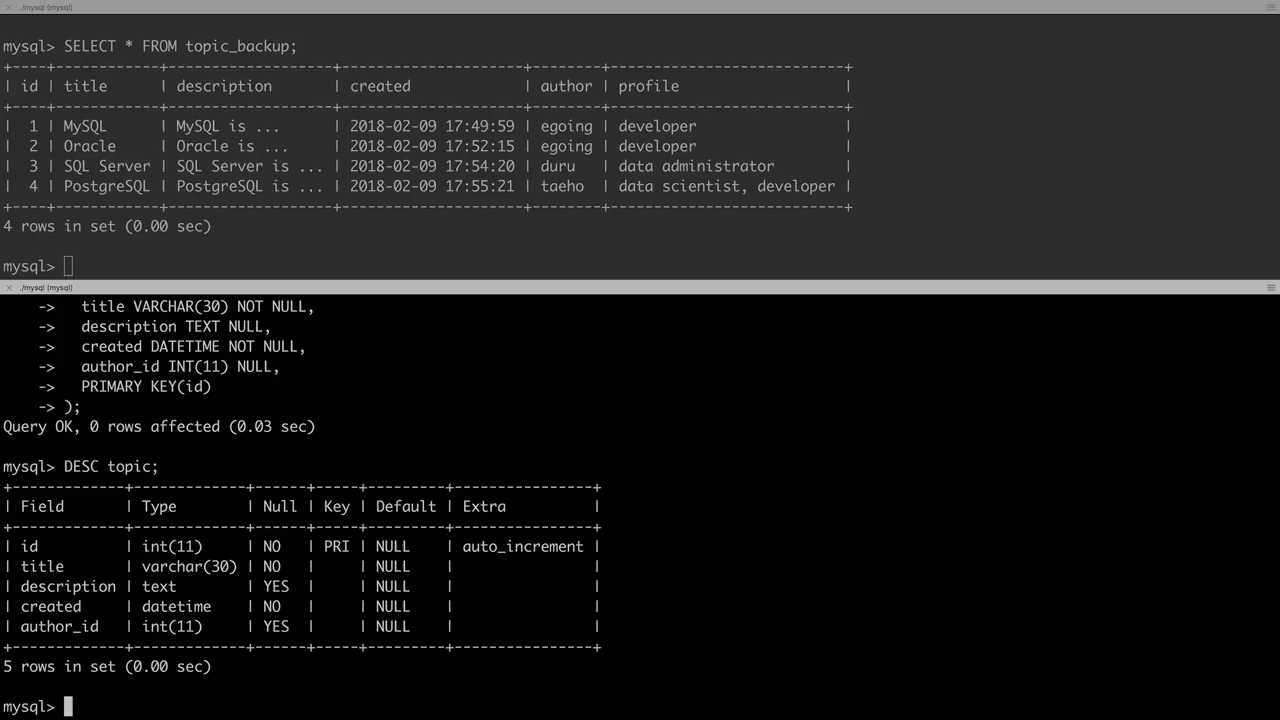 ./mysql (mysql)
mysql> SELECT * FROM topic_backup;
+----+------------+-------------------+---------------------+--------+---------------------------+
| id | title      | description       | created             | author | profile                   |
+----+------------+-------------------+---------------------+--------+---------------------------+
|  1 | MySQL      | MySQL is ...      | 2018-02-09 17:49:59 | egoing | developer                 |
|  2 | Oracle     | Oracle is ...     | 2018-02-09 17:52:15 | egoing | developer                 |
|  3 | SQL Server | SQL Server is ... | 2018-02-09 17:54:20 | duru   | data administrator        |
|  4 | PostgreSQL | PostgreSQL is ... | 2018-02-09 17:55:21 | taeho  | data scientist, developer |
+----+------------+-------------------+---------------------+--------+---------------------------+
4 rows in set (0.00 sec)
mysql>
./mysql (mysql)
    ->   title VARCHAR(30) NOT NULL,
    ->   description TEXT NULL,
    ->   created DATETIME NOT NULL,
    ->   author_id INT(11) NULL,
    ->   PRIMARY KEY(id)
    -> );
Query OK, 0 rows affected (0.03 sec)
mysql> DESC topic;
+-------------+-------------+------+-----+---------+----------------+
| Field       | Type        | Null | Key | Default | Extra          |
+-------------+-------------+------+-----+---------+----------------+
| id          | int(11)     | NO   | PRI | NULL    | auto_increment |
| title       | varchar(30) | NO   |     | NULL    |                |
| description | text        | YES  |     | NULL    |                |
| created     | datetime    | NO   |     | NULL    |                |
| author_id   | int(11)     | YES  |     | NULL    |                |
+-------------+-------------+------+-----+---------+----------------+
5 rows in set (0.00 sec)
mysql>